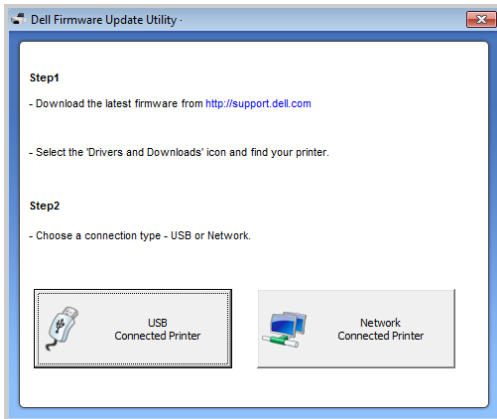 Dell Firmware Update Utility -
Step1
- Download the latest firmware from http://support.dell.com
- Select the 'Drivers and Downloads' icon and find your printer.
Step2
- Choose a connection type - USB or Network.
USB
Connected Printer
Network
Connected Printer